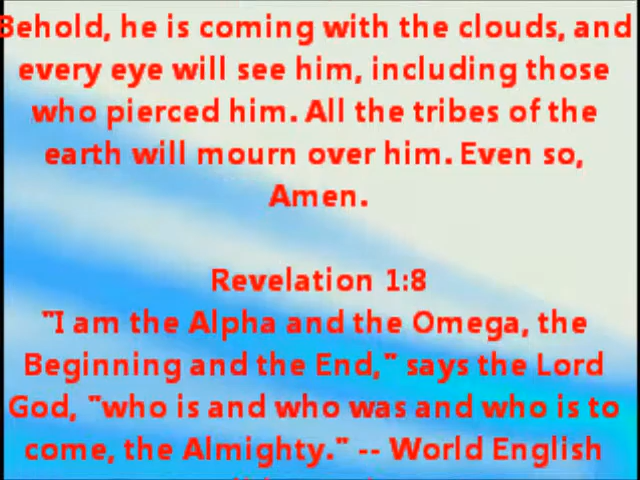 Behold, he is coming with the clouds, and
every eye will see him, including those
who pierced him. All the tribes of the
earth will mourn over him. Even so,
Amen.
Revelation 1:8
"I am the Alpha and the Omega, the
Beginning and the End," says the Lord
God, "who is and who was and who is to
come, the Almighty." -- World English